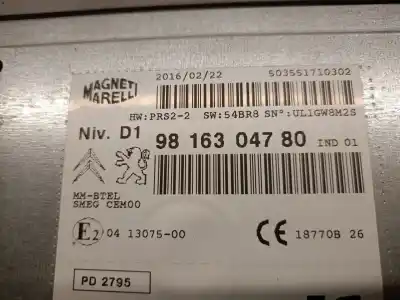 MAGNETI
MARELLI
2016/02/22 503551710302
HW:PRS2-2 SW:54BR8 SN°:UL1GW8M2S
Niv. D1 98 163 047 80 IND 01
MM-BTEL
SMEG CEM00
E2 04 13075-00 CE 18770B 26
PD 2795